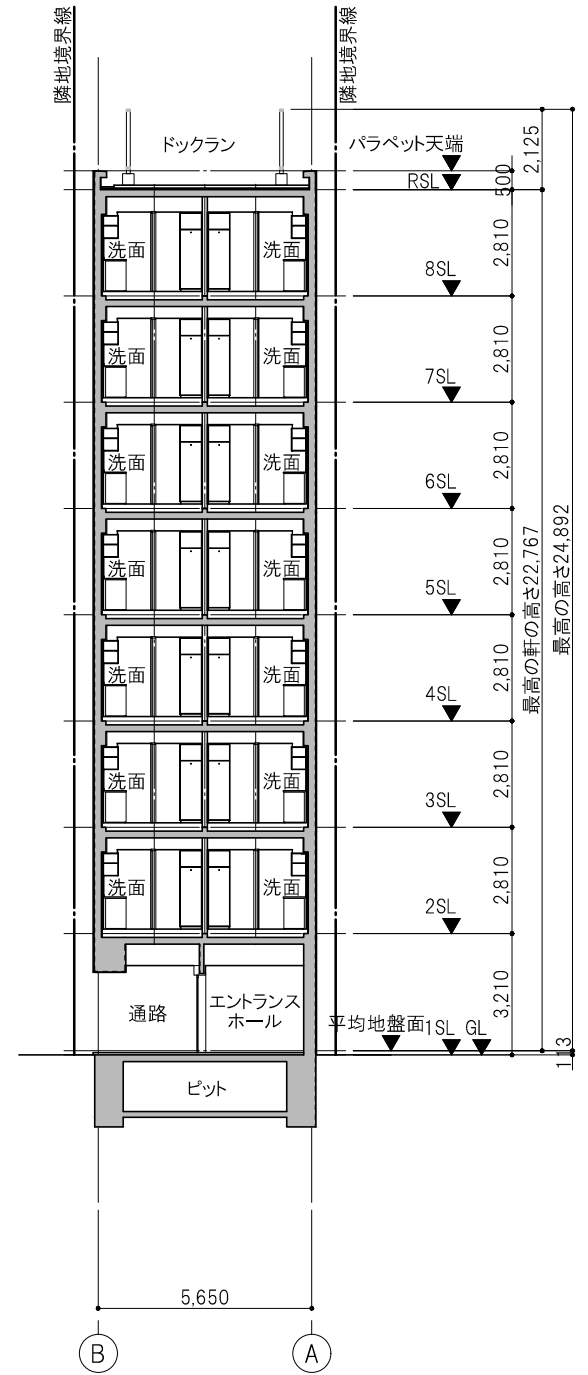 隣地境界線
隣地境界線
ドックラン
パラペット天端
RSL
500
2,125
洗面
洗面
2,810
8SL
洗面
洗面
2,810
7SL
洗面
洗面
2,810
6SL
洗面
洗面
2,810
5SL
洗面
洗面
2,810
4SL
洗面
洗面
2,810
3SL
洗面
洗面
2,810
2SL
最高の軒の高さ22,767
最高の高さ24,892
通路
エントランス
ホール
3,210
平均地盤面
1SL
GL
113
ピット
5,650
B
A